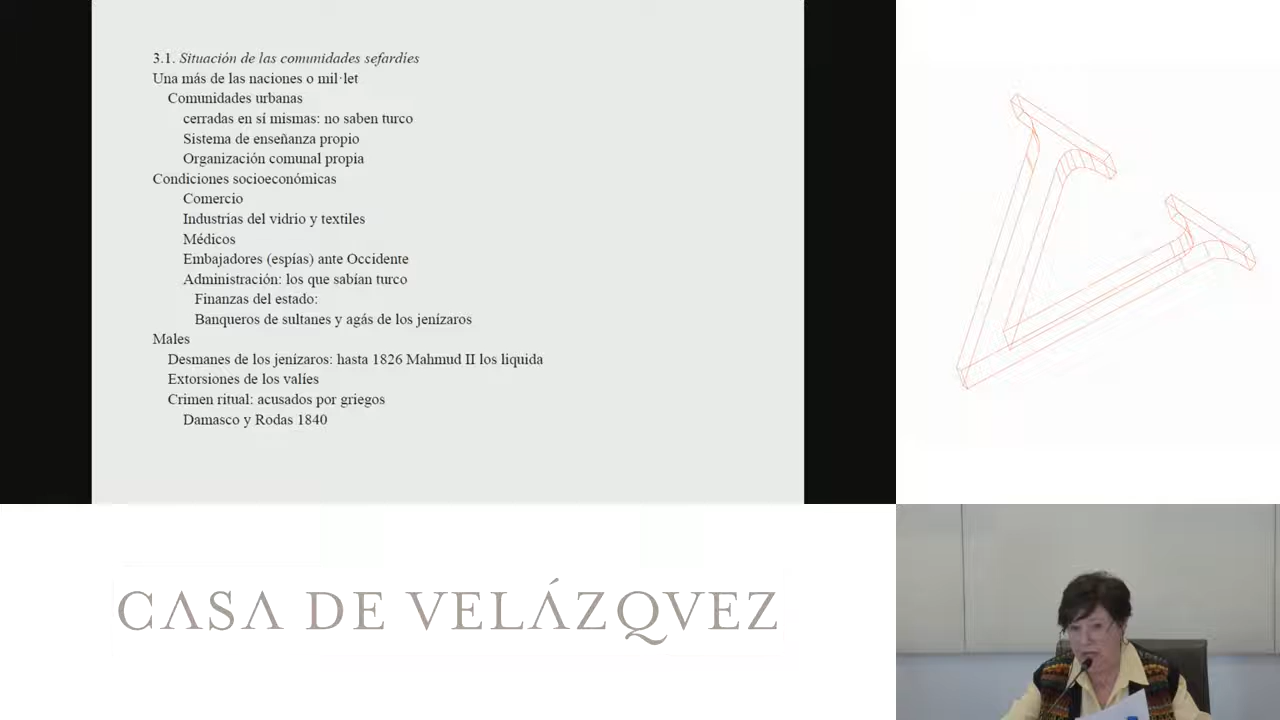 3.1. Situación de las comunidades sefardíes
Una más de las naciones o mil·let
Comunidades urbanas
cerradas en sí mismas: no saben turco
Sistema de enseñanza propio
Organización comunal propia
Condiciones socioeconómicas
Comercio
Industrias del vidrio y textiles
Médicos
Embajadores (espías) ante Occidente
Administración: los que sabían turco
Finanzas del estado:
Banqueros de sultanes y agás de los jenízaros
Males
Desmanes de los jenízaros: hasta 1826 Mahmud II los liquida
Extorsiones de los valíes
Crimen ritual: acusados por griegos
Damasco y Rodas 1840
CASA DE VELÁZQVEZ